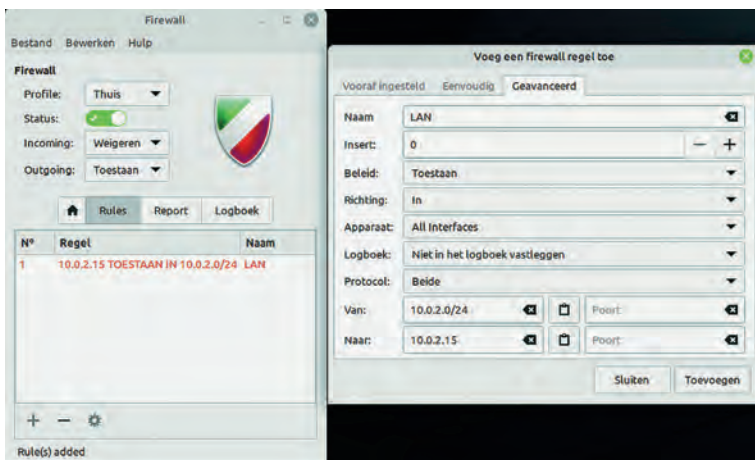 Firewall
Bestand Bewerken Hulp
Firewall
Profile: Thuis
Status:
Incoming: Weigeren
Outgoing: Toestaan
Rules Report Logboek
N° Regel Naam
1 10.0.2.15 TOESTAAN IN 10.0.2.0/24 LAN
Rule(s) added
Voeg een firewall regel toe
Vooraf ingesteld Eenvoudig Geavanceerd
Naam LAN
Insert: 0
Beleid: Toestaan
Richting: In
Apparaat: All Interfaces
Logboek: Niet in het logboek vastleggen
Protocol: Beide
Van: 10.0.2.0/24 Poort
Naar: 10.0.2.15 Poort
Sluiten Toevoegen